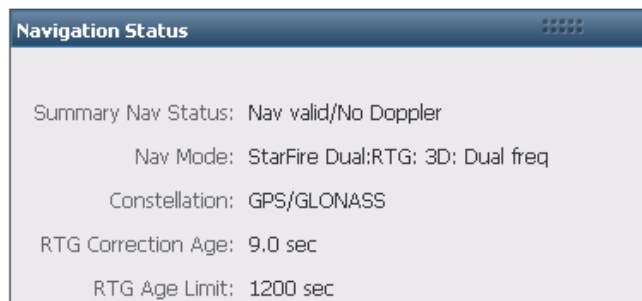 Navigation Status
Summary Nav Status: Nav valid/No Doppler
Nav Mode: StarFire Dual:RTG: 3D: Dual freq
Constellation: GPS/GLONASS
RTG Correction Age: 9.0 sec
RTG Age Limit: 1200 sec